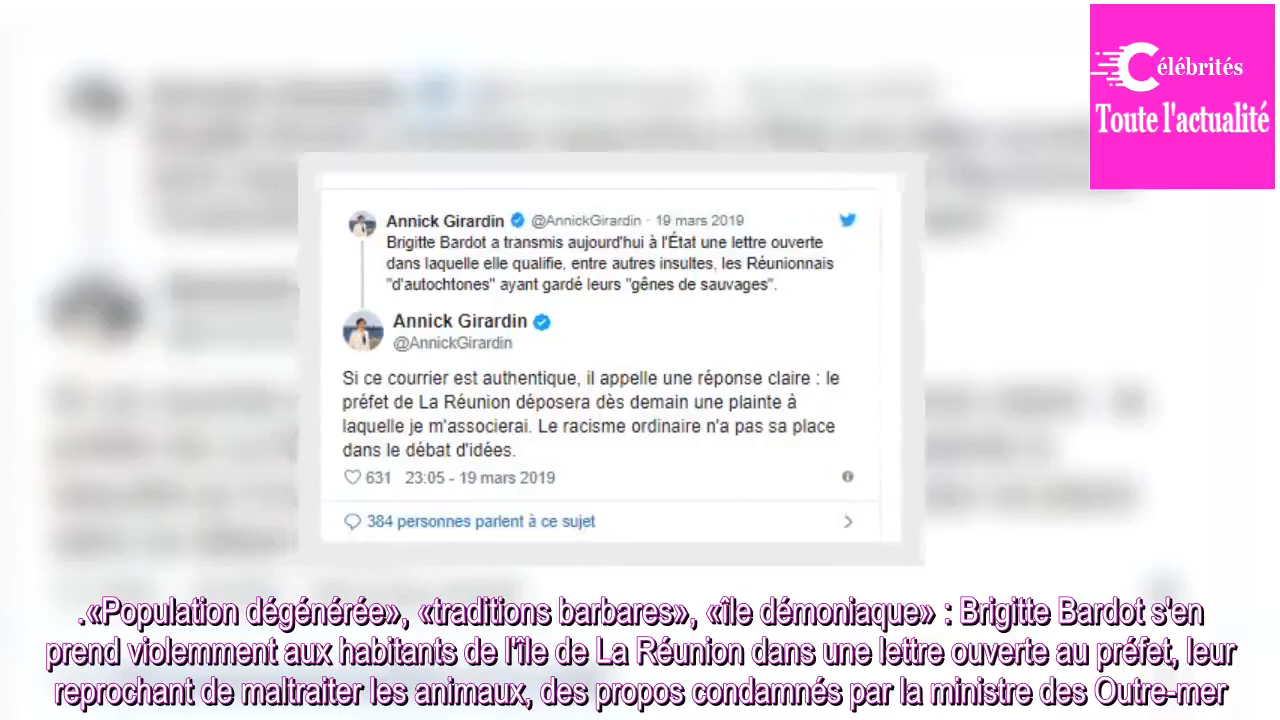 Célébrités
Toute l'actualité
Annick Girardin @AnnickGirardin · 19 mars 2019
Brigitte Bardot a transmis aujourd'hui à l'État une lettre ouverte
dans laquelle elle qualifie, entre autres insultes, les Réunionnais
"d'autochtones" ayant gardé leurs "gênes de sauvages".
Annick Girardin
@AnnickGirardin
Si ce courrier est authentique, il appelle une réponse claire : le
préfet de La Réunion déposera dès demain une plainte à
laquelle je m'associerai. Le racisme ordinaire n'a pas sa place
dans le débat d'idées.
631 23:05 - 19 mars 2019
384 personnes parlent à ce sujet
.«Population dégénérée», «traditions barbares», «île démoniaque» : Brigitte Bardot s'en
prend violemment aux habitants de l'île de La Réunion dans une lettre ouverte au préfet, leur
reprochant de maltraiter les animaux, des propos condamnés par la ministre des Outre-mer